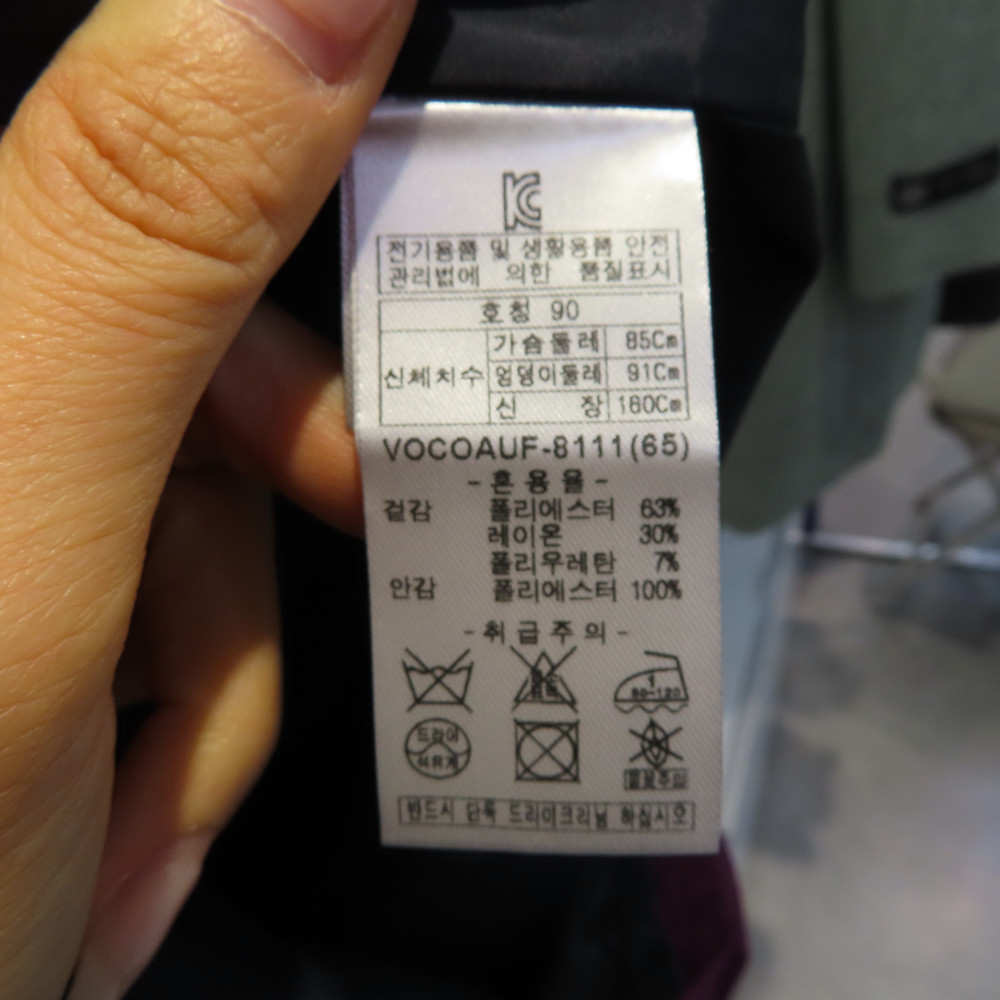 KC
전기용품 및 생활용품 안전
관리법에 의한 품질표시
호칭 90
신체치수 가슴둘레 85Cm
엉덩이둘레 91Cm
신 장 160Cm
VOCOAUF-8111(65)
- 혼 용 율 -
겉감 폴리에스터 63%
레이온 30%
폴리우레탄 7%
안감 폴리에스터 100%
- 취 급 주 의 -
1
80~120
드라이
석유계
반드시 단독 드라이크리닝 하십시오